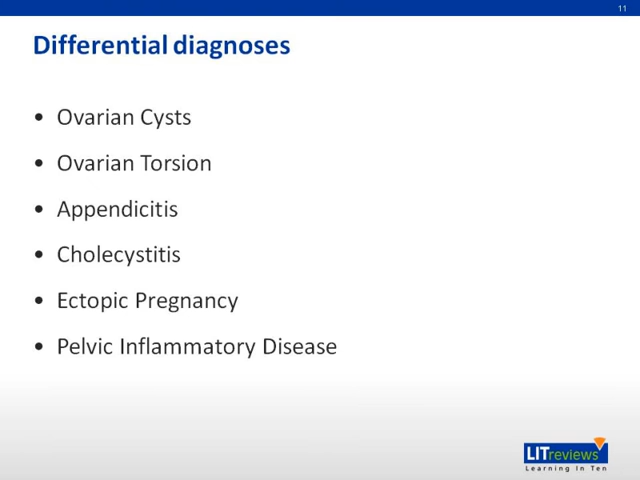 11
Differential diagnoses
• Ovarian Cysts
• Ovarian Torsion
• Appendicitis
• Cholecystitis
• Ectopic Pregnancy
• Pelvic Inflammatory Disease
LITreviews
Learning In Ten